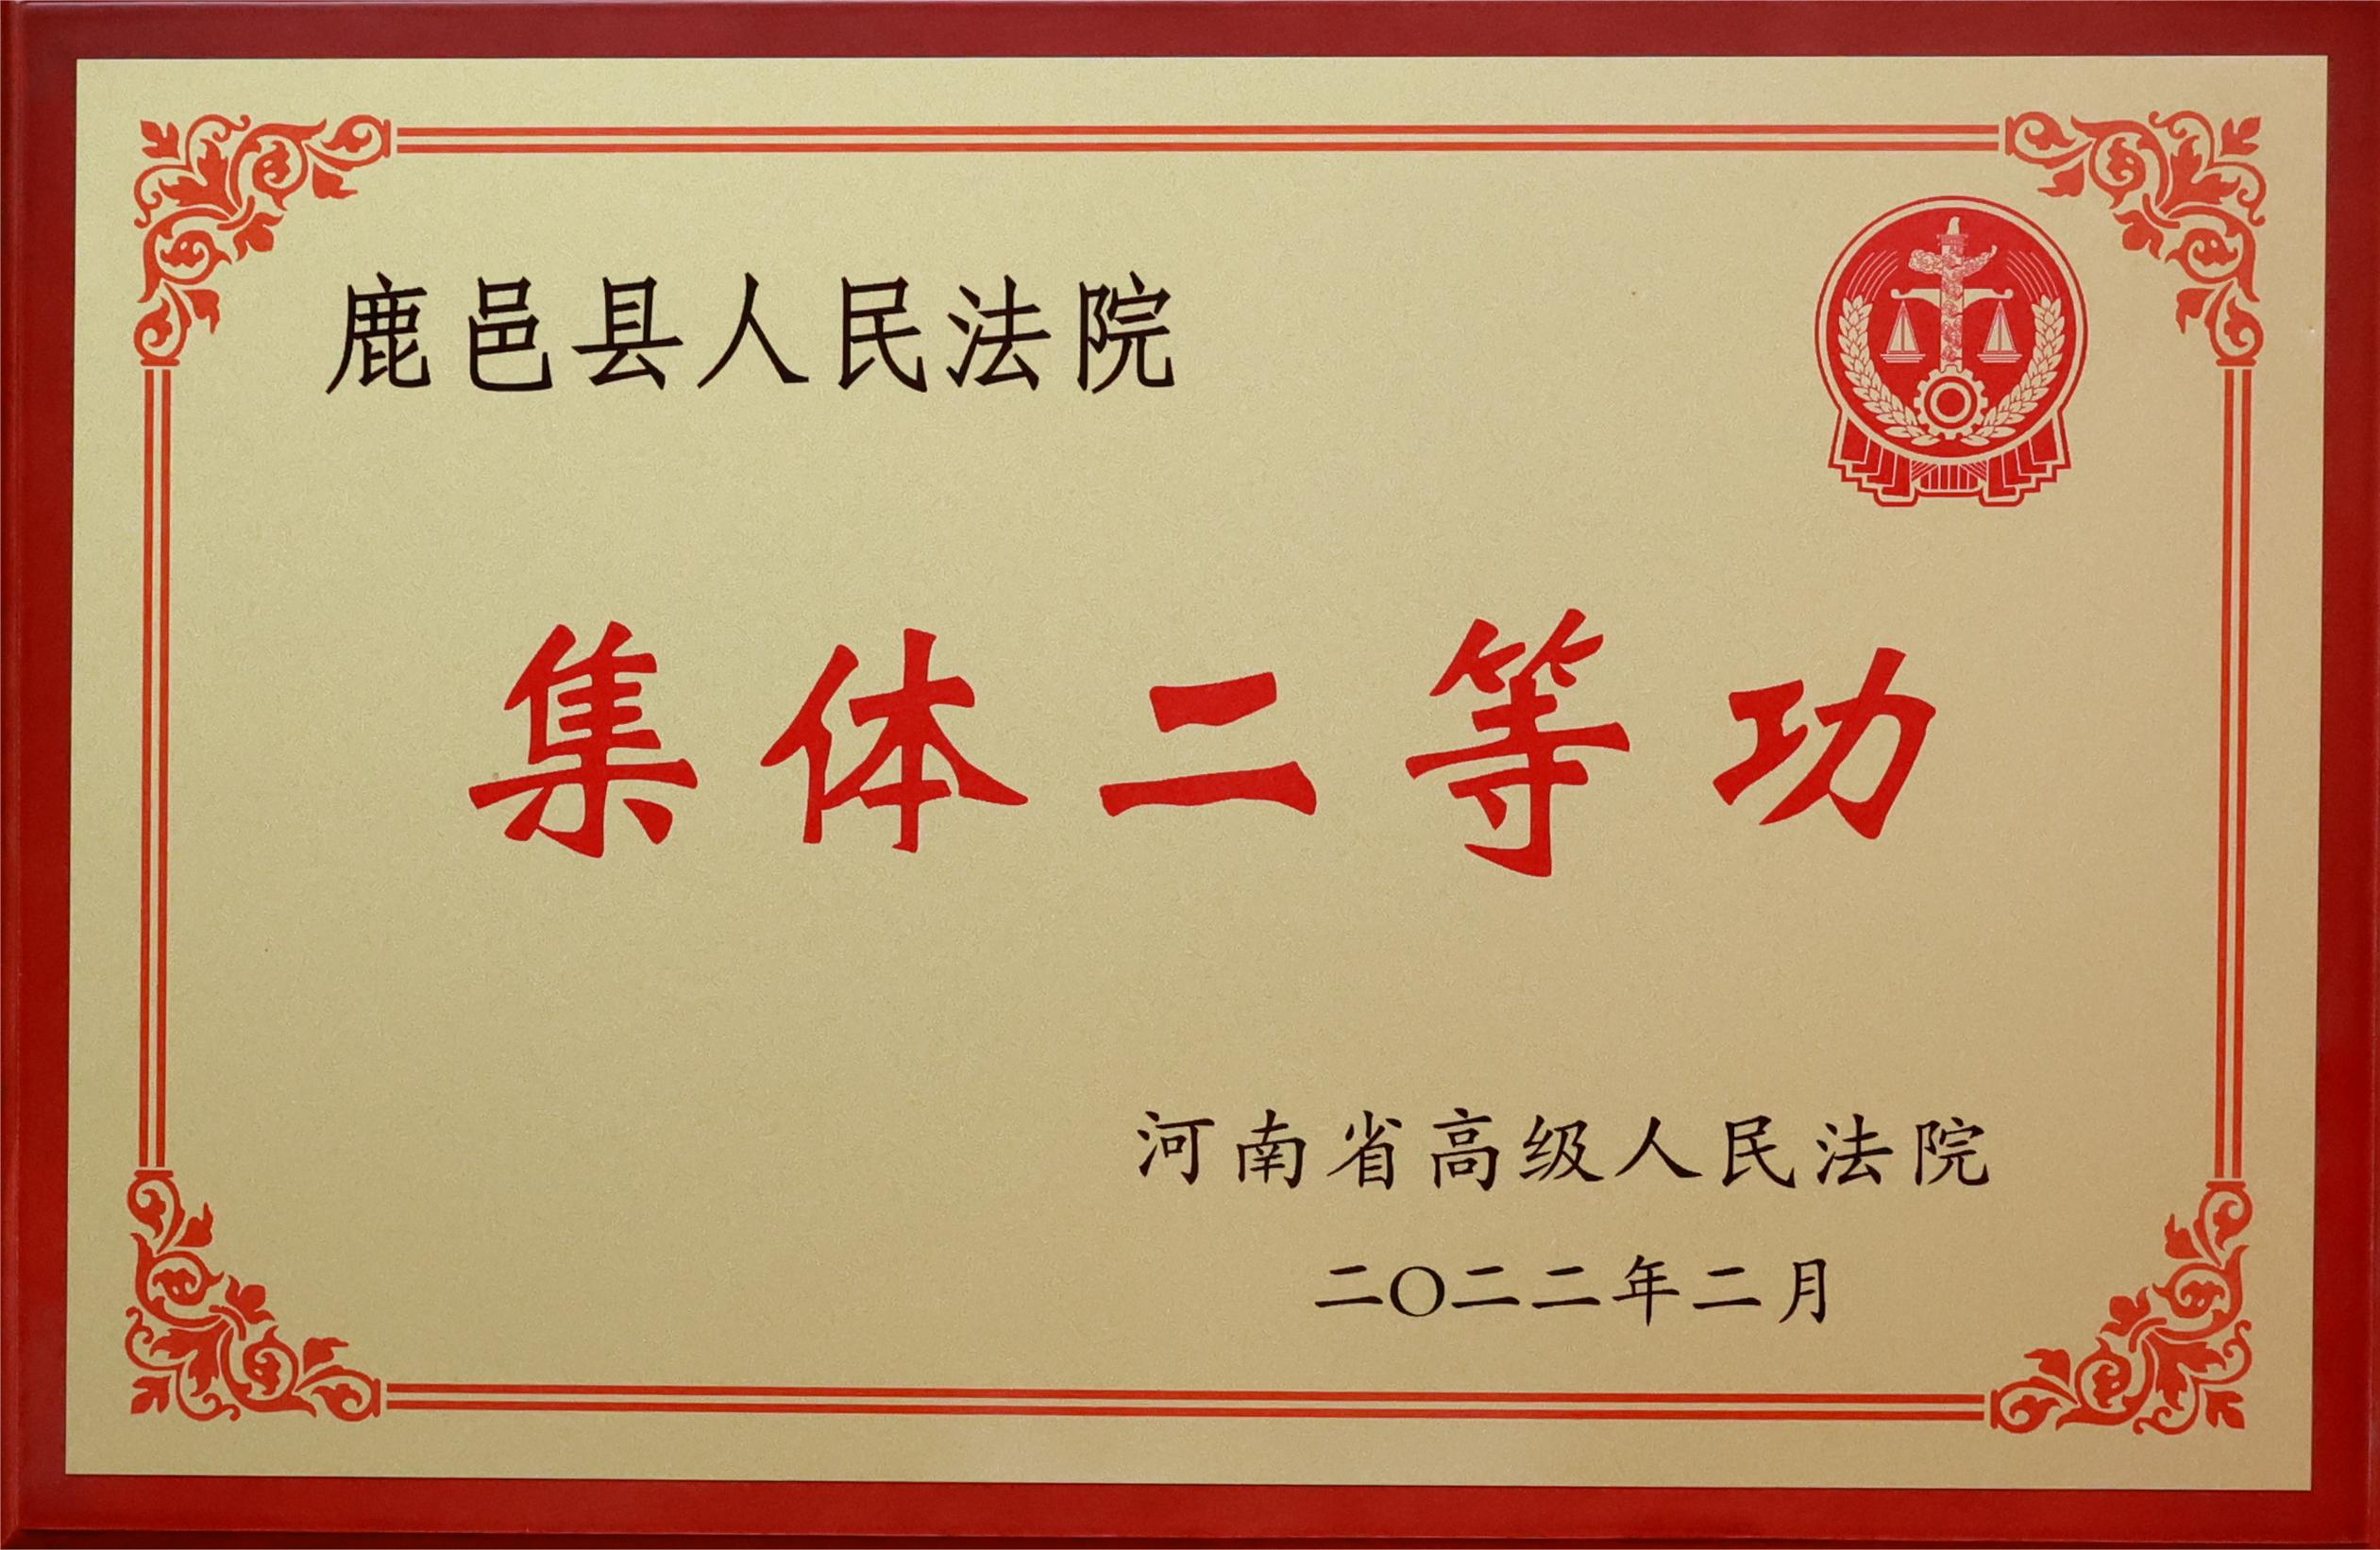 鹿邑县人民法院
集体二等功
河南省高级人民法院
二〇二二年二月